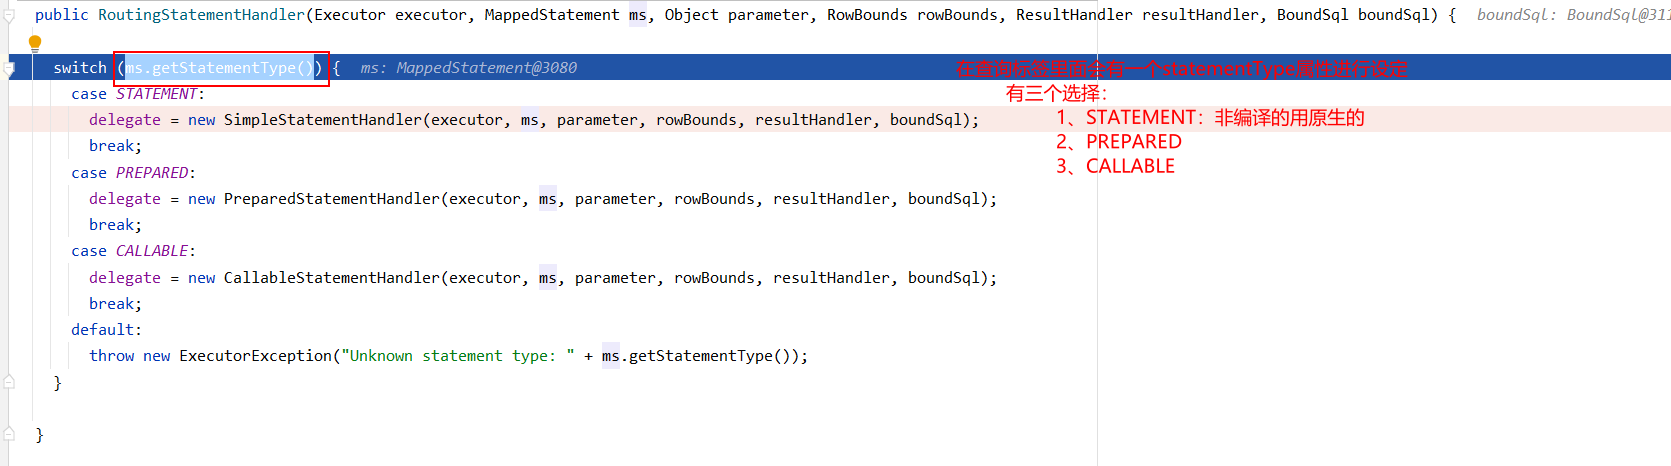 public RoutingStatementHandler(Executor executor, MappedStatement ms, Object parameter, RowBounds rowBounds, ResultHandler resultHandler, BoundSql boundSql) { boundSql: BoundSql@311
switch (ms.getStatementType()) { ms: MappedStatement@3080
在查询标签里面会有一个statementType属性进行设定
case STATEMENT:
有三个选择：
delegate = new SimpleStatementHandler(executor, ms, parameter, rowBounds, resultHandler, boundSql);
1、STATEMENT：非编译的用原生的
break;
2、PREPARED
case PREPARED:
3、CALLABLE
delegate = new PreparedStatementHandler(executor, ms, parameter, rowBounds, resultHandler, boundSql);
break;
case CALLABLE:
delegate = new CallableStatementHandler(executor, ms, parameter, rowBounds, resultHandler, boundSql);
break;
default:
throw new ExecutorException("Unknown statement type: " + ms.getStatementType());
}
}